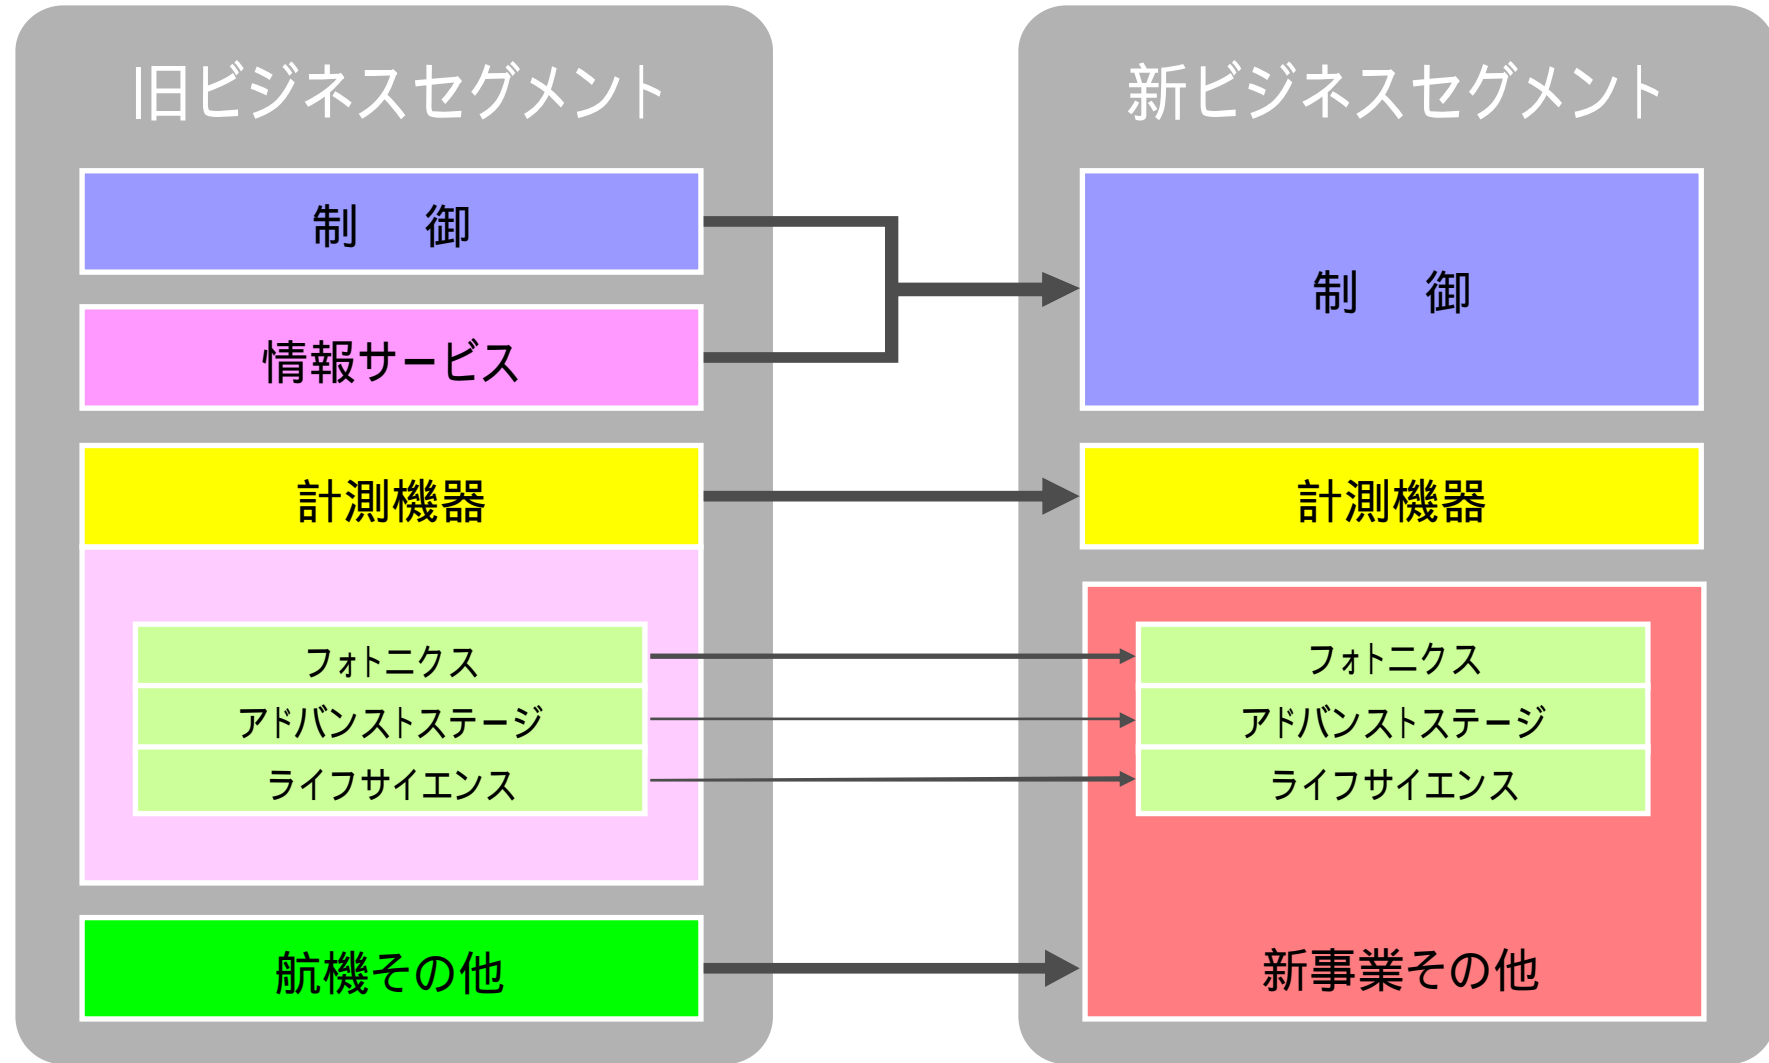 旧ビジネスセグメント
制 御
情報サービス
計測機器
フォトニクス
アドバンストステージ
ライフサイエンス
航機その他
新ビジネスセグメント
制 御
計測機器
フォトニクス
アドバンストステージ
ライフサイエンス
新事業その他